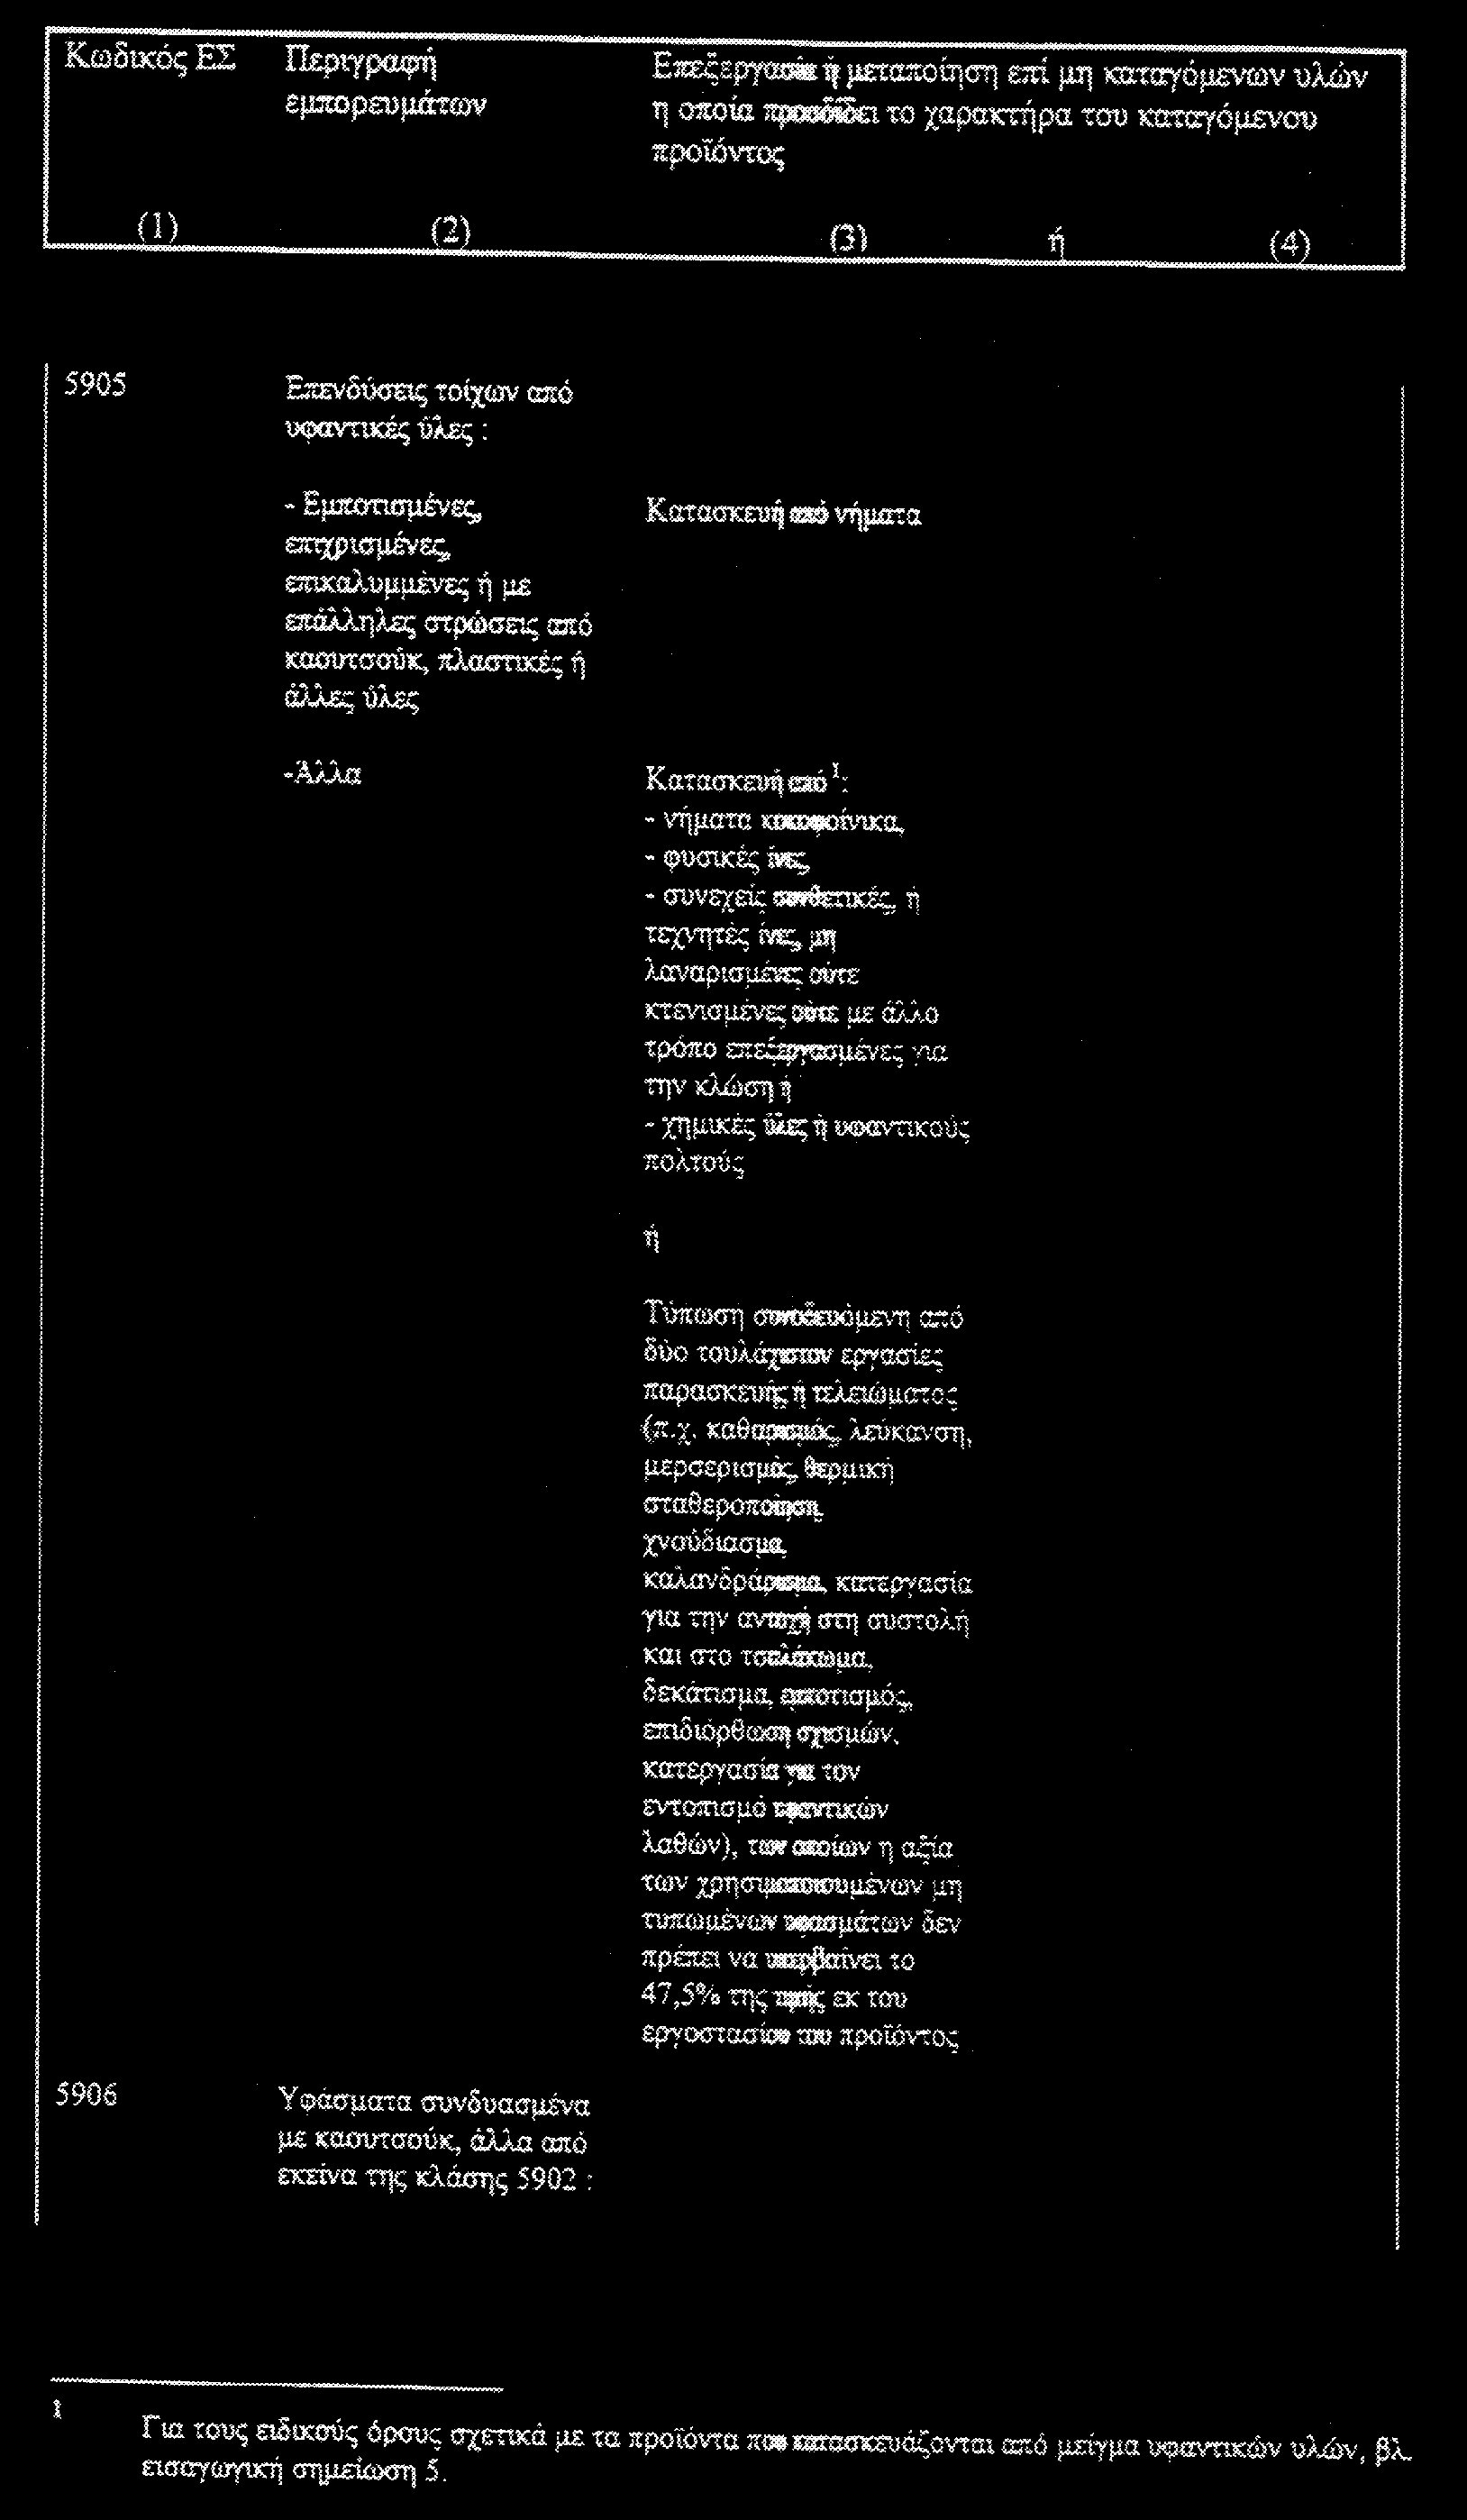 Κωδικός ΕΣ
Περιγραφή
εμπορευμάτων
Επεξεργασία ή μεταποίηση επί μη καταγόμενων υλών
η οποία προσδίδει το χαρακτήρα του καταγόμενου
προϊόντος
(1) (2) (3) ή (4)
5905
Επενδύσεις τοίχων από
υφαντικές ύλες :
- Εμποτισμένες,
επιχρισμένες,
επικαλυμμένες ή με
επάλληλες στρώσεις από
καουτσούκ, πλαστικές ή
άλλες ύλες
Κατασκευή από νήματα
-Άλλα
Κατασκευή από 1:
- νήματα κοκοφοίνικα,
- φυσικές ίνες,
- συνεχείς συνθετικές, ή
τεχνητές ίνες, μη
λαναρισμένες ούτε
κτενισμένες ούτε με άλλο
τρόπο επεξεργασμένες για
την κλώση ή
- χημικές ύλες ή υφαντικούς
πολτούς
ή
Τύπωση συνοδευόμενη από
δύο τουλάχιστον εργασίες
παρασκευής ή τελειώματος
(π.χ. καθαρισμός, λεύκανση,
μερσερισμός, θερμική
σταθεροποίηση,
χνούδιασμα,
καλανδράρισμα, κατεργασία
για την αντοχή στη συστολή
και στο τσαλάκωμα,
δεκάτισμα, εμποτισμός,
επιδιόρθωση σχισμών,
κατεργασία για τον
εντοπισμό υφαντικών
λαθών), των οποίων η αξία
των χρησιμοποιουμένων μη
τυπωμένων υφασμάτων δεν
πρέπει να υπερβαίνει το
47,5% της τιμής εκ του
εργοστασίου του προϊόντος
5906
Υφάσματα συνδυασμένα
με καουτσούκ, άλλα από
εκείνα της κλάσης 5902 :
1
Για τους ειδικούς όρους σχετικά με τα προϊόντα που κατασκευάζονται από μείγμα υφαντικών υλών, βλ.
εισαγωγική σημείωση 5.